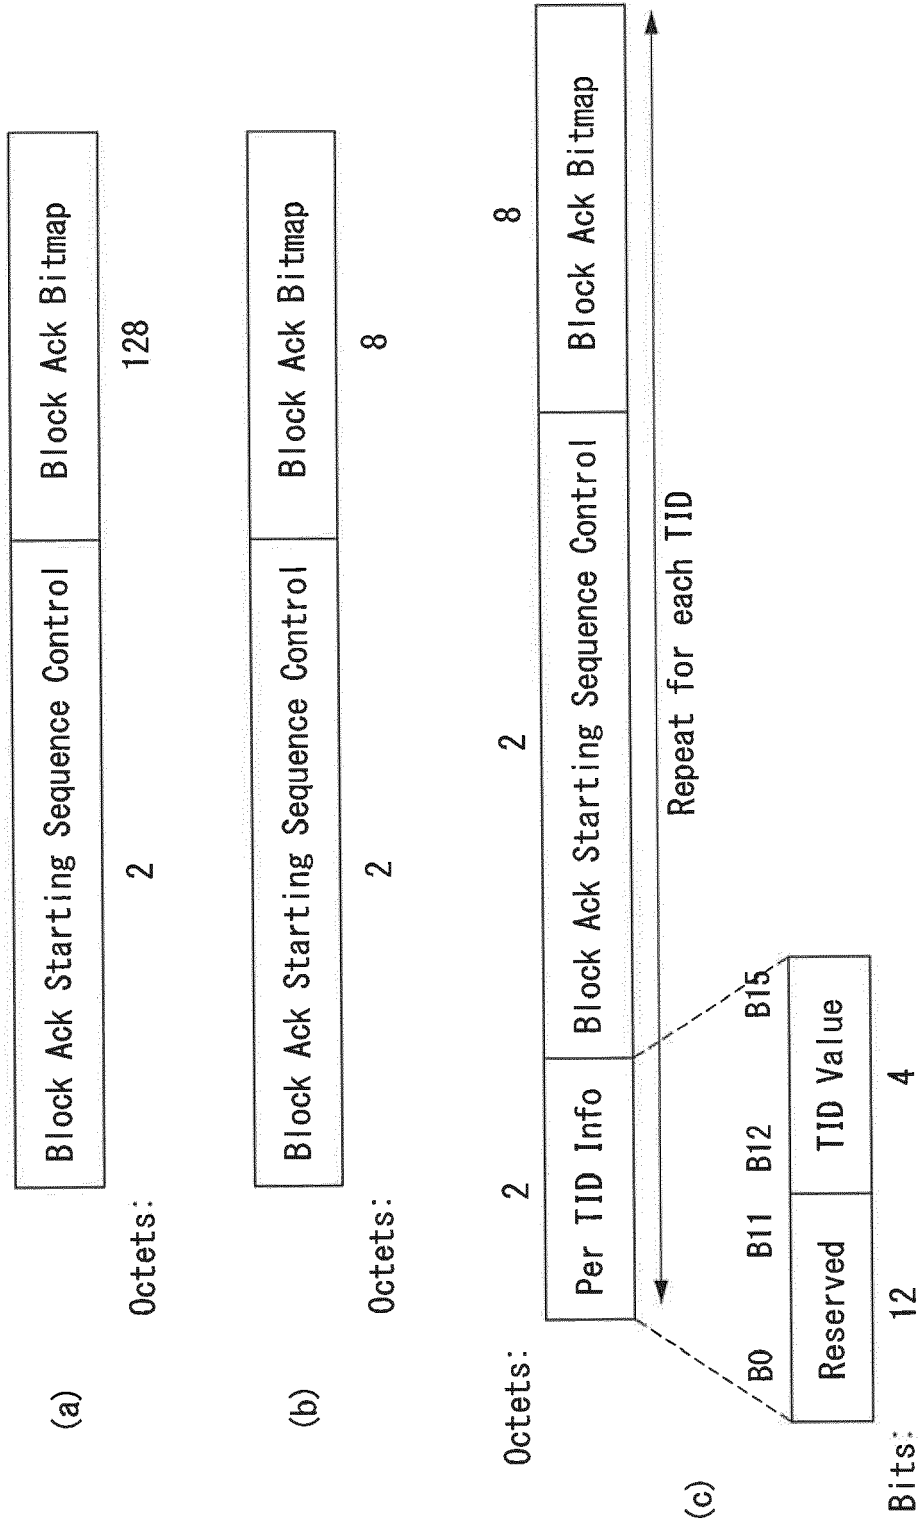 (a)
Block Ack Starting Sequence Control Block Ack Bitmap
Octets: 2 128
(b)
Block Ack Starting Sequence Control Block Ack Bitmap
Octets: 2 8
(c)
Octets: 2 2 8
Per TID Info Block Ack Starting Sequence Control Block Ack Bitmap
Repeat for each TID
B0 B11 B12 B15
Reserved TID Value
Bits: 12 4